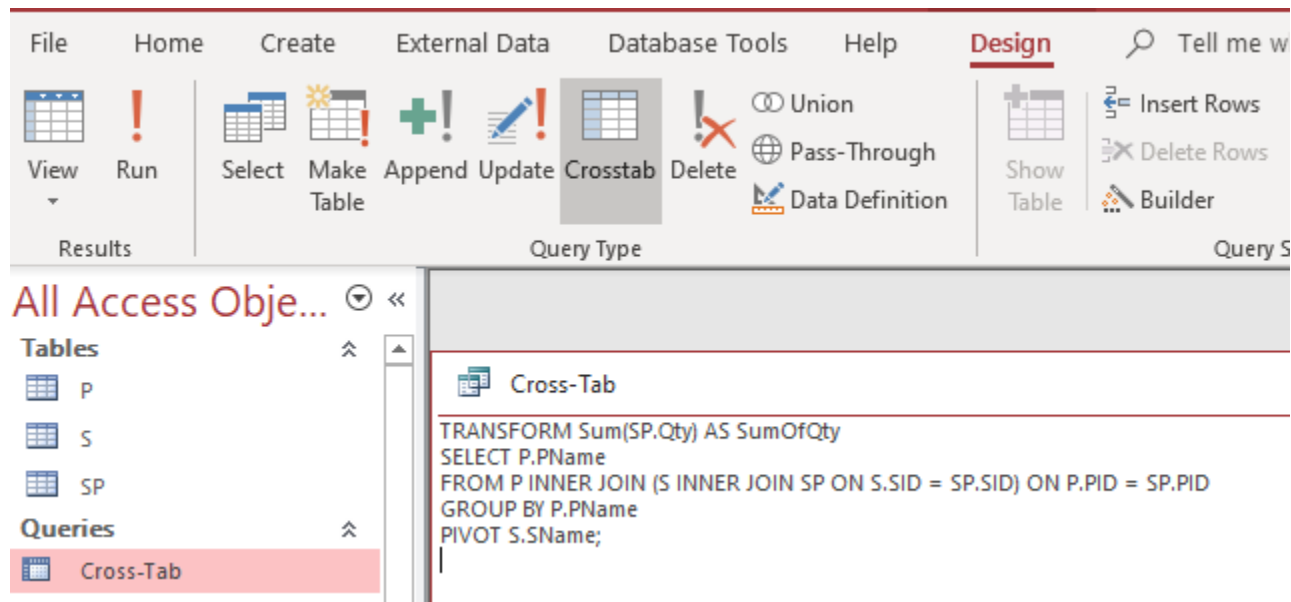 File Home Create External Data Database Tools Help Design Tell me
View Run Select Make Table Append Update Crosstab Delete
Union
Pass-Through
Data Definition
Show Table
Insert Rows
Delete Rows
Builder
Results Query Type Query
All Access Obje...
Tables
P
S
SP
Queries
Cross-Tab
Cross-Tab
TRANSFORM Sum(SP.Qty) AS SumOfQty
SELECT P.PName
FROM P INNER JOIN (S INNER JOIN SP ON S.SID = SP.SID) ON P.PID = SP.PID
GROUP BY P.PName
PIVOT S.SName;